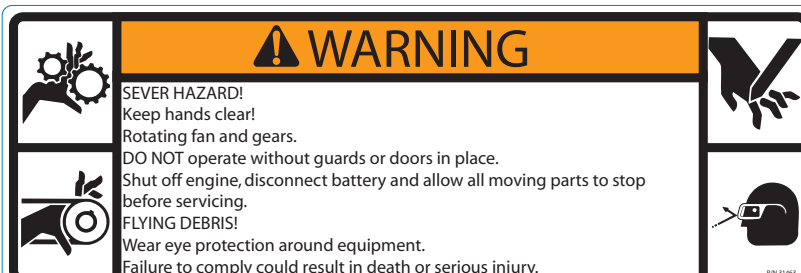 WARNING
SEVER HAZARD!
Keep hands clear!
Rotating fan and gears.
DO NOT operate without guards or doors in place.
Shut off engine, disconnect battery and allow all moving parts to stop
before servicing.
FLYING DEBRIS!
Wear eye protection around equipment.
Failure to comply could result in death or serious injury.